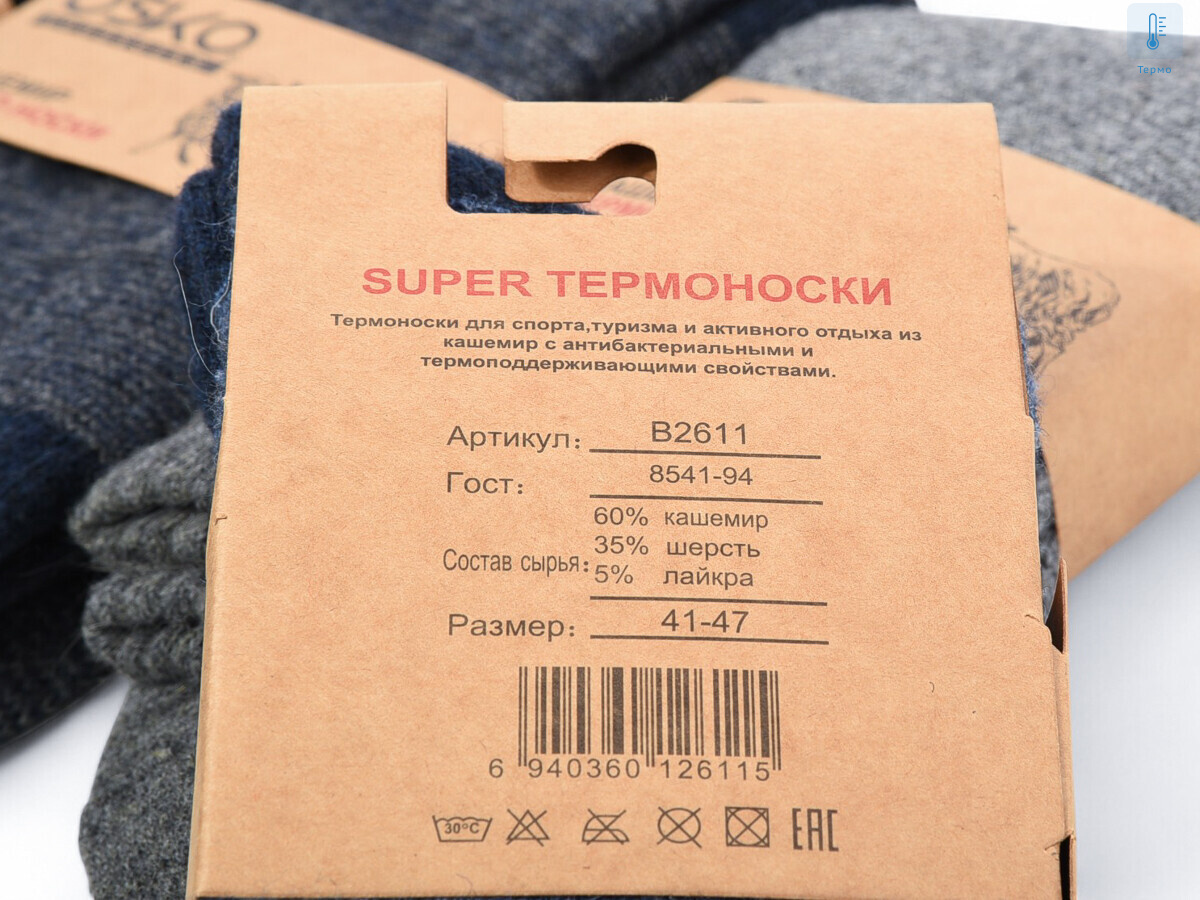 Термо
SUPER ТЕРМОНОСКИ
Термоноски для спорта,туризма и активного отдыха из
кашемир с антибактериальными и
термоподдерживающими свойствами.
Артикул: B2611
Гост: 8541-94
60% кашемир
35% шерсть
Состав сырья:
5% лайкра
Размер: 41-47
6 940360 126115
30°C
EAC